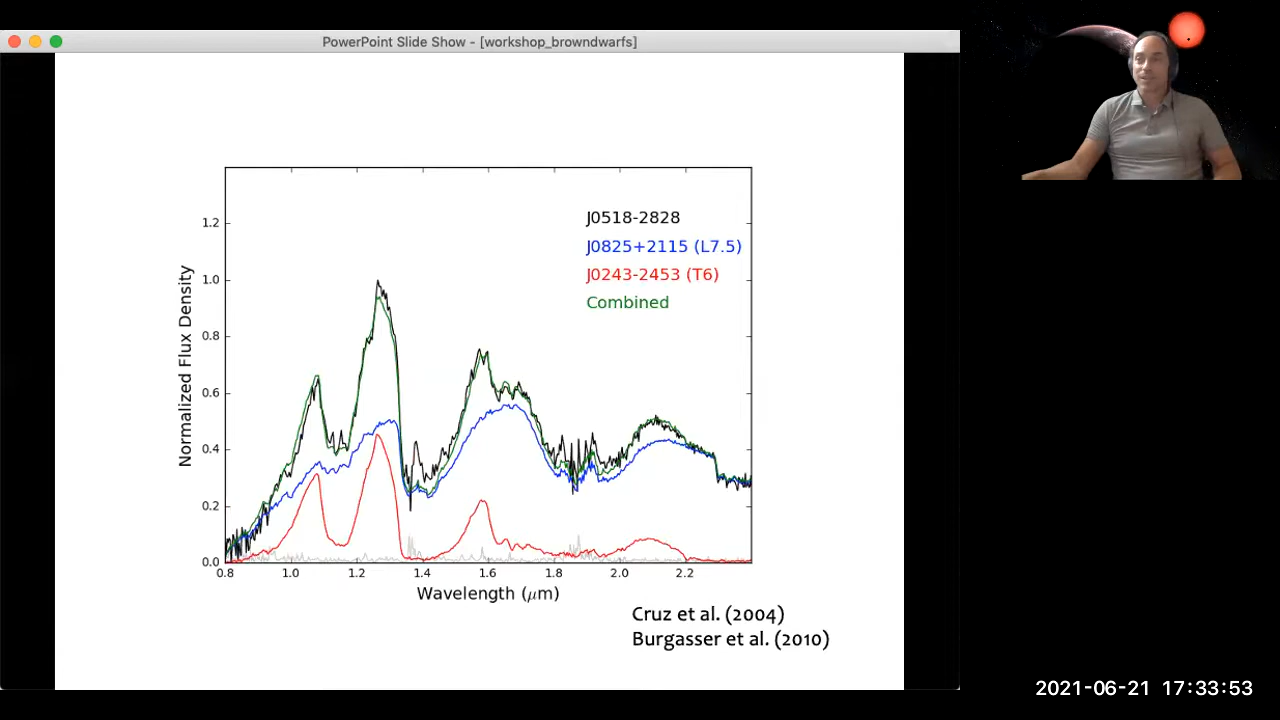 PowerPoint Slide Show - [workshop_browndwarfs]
1.2
1.0
0.8
0.6
0.4
0.2
0.0
Normalized Flux Density
J0518-2828
J0825+2115 (L7.5)
J0243-2453 (T6)
Combined
0.8 1.0 1.2 1.4 1.6 1.8 2.0 2.2
Wavelength (μm)
Cruz et al. (2004)
Burgasser et al. (2010)
2021-06-21 17:33:53